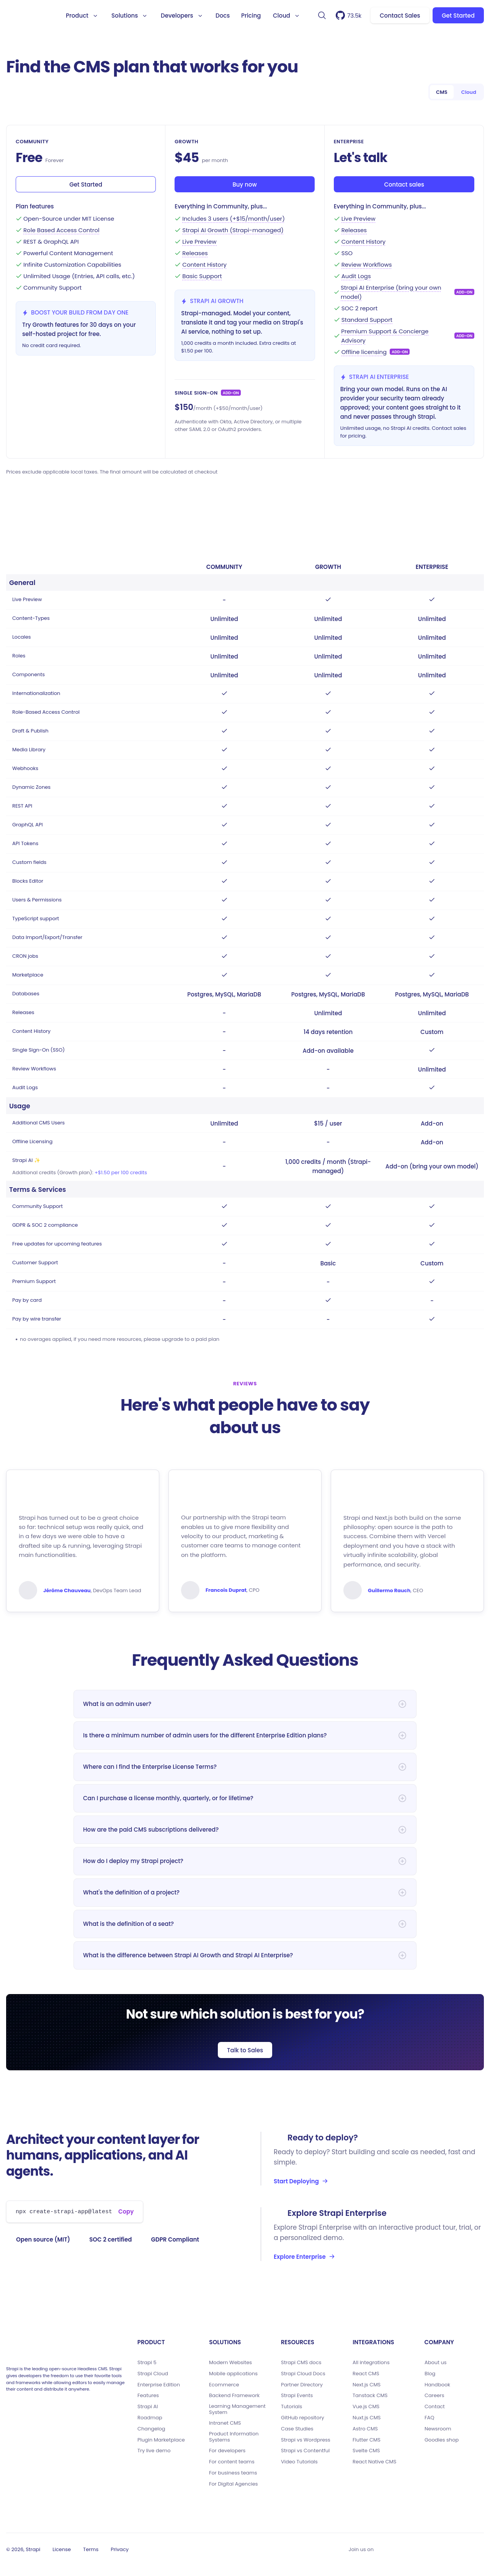 Product
Solutions
Developers
Docs
Pricing
Cloud
73.5k
Contact Sales
Get Started
Find the CMS plan that works for you
CMS
Cloud
COMMUNITY
Free Forever
Get Started
Plan features
Open-Source under MIT License
Role Based Access Control
REST & GraphQL API
Powerful Content Management
Infinite Customization Capabilities
Unlimited Usage (Entries, API calls, etc.)
Community Support
BOOST YOUR BUILD FROM DAY ONE
Try Growth features for 30 days on your
self-hosted project for free.
No credit card required.
GROWTH
$45 per month
Buy now
Everything in Community, plus...
Includes 3 users (+$15/month/user)
Strapi AI Growth (Strapi-managed)
Live Preview
Releases
Content History
Basic Support
STRAPI AI GROWTH
Strapi-managed. Model your content,
translate it and tag your media on Strapi's
AI service, nothing to set up.
1,000 credits a month included. Extra credits at
$1.50 per 100.
SINGLE SIGN-ON ADD-ON
$150/month (+$50/month/user)
Authenticate with Okta, Active Directory, or multiple
other SAML 2.0 or OAuth2 providers.
ENTERPRISE
Let's talk
Contact sales
Everything in Community, plus...
Live Preview
Releases
Content History
SSO
Review Workflows
Audit Logs
Strapi AI Enterprise (bring your own
model) ADD-ON
SOC 2 report
Standard Support
Premium Support & Concierge
Advisory ADD-ON
Offline licensing ADD-ON
STRAPI AI ENTERPRISE
Bring your own model. Runs on the AI
provider your security team already
approved; your content goes straight to it
and never passes through Strapi.
Unlimited usage, no Strapi AI credits. Contact sales
for pricing.
Prices exclude applicable local taxes. The final amount will be calculated at checkout
COMMUNITY GROWTH ENTERPRISE
General
Live Preview -
Content-Types Unlimited Unlimited Unlimited
Locales Unlimited Unlimited Unlimited
Roles Unlimited Unlimited Unlimited
Components Unlimited Unlimited Unlimited
Internationalization
Role-Based Access Control
Draft & Publish
Media Library
Webhooks
Dynamic Zones
REST API
GraphQL API
API Tokens
Custom fields
Blocks Editor
Users & Permissions
TypeScript support
Data Import/Export/Transfer
CRON jobs
Marketplace
Databases Postgres, MySQL, MariaDB Postgres, MySQL, MariaDB Postgres, MySQL, MariaDB
Releases - Unlimited Unlimited
Content History - 14 days retention Custom
Single Sign-On (SSO) - Add-on available
Review Workflows - - Unlimited
Audit Logs - -
Usage
Additional CMS Users Unlimited $15 / user Add-on
Offline Licensing - - Add-on
Strapi AI ✨
Additional credits (Growth plan): +$1.50 per 100 credits
-
1,000 credits / month (Strapi-
managed)
Add-on (bring your own model)
Terms & Services
Community Support
GDPR & SOC 2 compliance
Free updates for upcoming features
Customer Support - Basic Custom
Premium Support - -
Pay by card - -
Pay by wire transfer - -
• no overages applied, if you need more resources, please upgrade to a paid plan
REVIEWS
Here's what people have to say
about us
Strapi has turned out to be a great choice
so far: technical setup was really quick, and
in a few days we were able to have a
drafted site up & running, leveraging Strapi
main functionalities.
Jérôme Chauveau, DevOps Team Lead
Our partnership with the Strapi team
enables us to give more flexibility and
velocity to our product, marketing &
customer care teams to manage content
on the platform.
Francois Duprat, CPO
Strapi and Next.js both build on the same
philosophy: open source is the path to
success. Combine them with Vercel
deployment and you have a stack with
virtually infinite scalability, global
performance, and security.
Guillermo Rauch, CEO
Frequently Asked Questions
What is an admin user?
Is there a minimum number of admin users for the different Enterprise Edition plans?
Where can I find the Enterprise License Terms?
Can I purchase a license monthly, quarterly, or for lifetime?
How are the paid CMS subscriptions delivered?
How do I deploy my Strapi project?
What's the definition of a project?
What is the definition of a seat?
What is the difference between Strapi AI Growth and Strapi AI Enterprise?
Not sure which solution is best for you?
Talk to Sales
Architect your content layer for
humans, applications, and AI
agents.
npx create-strapi-app@latest Copy
Open source (MIT) SOC 2 certified GDPR Compliant
Ready to deploy?
Ready to deploy? Start building and scale as needed, fast and
simple.
Start Deploying →
Explore Strapi Enterprise
Explore Strapi Enterprise with an interactive product tour, trial, or
a personalized demo.
Explore Enterprise →
Strapi is the leading open-source Headless CMS. Strapi
gives developers the freedom to use their favorite tools
and frameworks while allowing editors to easily manage
their content and distribute it anywhere.
PRODUCT
Strapi 5
Strapi Cloud
Enterprise Edition
Features
Strapi AI
Roadmap
Changelog
Plugin Marketplace
Try live demo
SOLUTIONS
Modern Websites
Mobile applications
Ecommerce
Backend Framework
Learning Management
System
Intranet CMS
Product Information
Systems
For developers
For content teams
For business teams
For Digital Agencies
RESOURCES
Strapi CMS docs
Strapi Cloud Docs
Partner Directory
Strapi Events
Tutorials
GitHub repository
Case Studies
Strapi vs Wordpress
Strapi vs Contentful
Video Tutorials
INTEGRATIONS
All Integrations
React CMS
Next.js CMS
Tanstack CMS
Vue.js CMS
Nuxt.js CMS
Astro CMS
Flutter CMS
Svelte CMS
React Native CMS
COMPANY
About us
Blog
Handbook
Careers
Contact
FAQ
Newsroom
Goodies shop
© 2026, Strapi
License
Terms
Privacy
Join us on